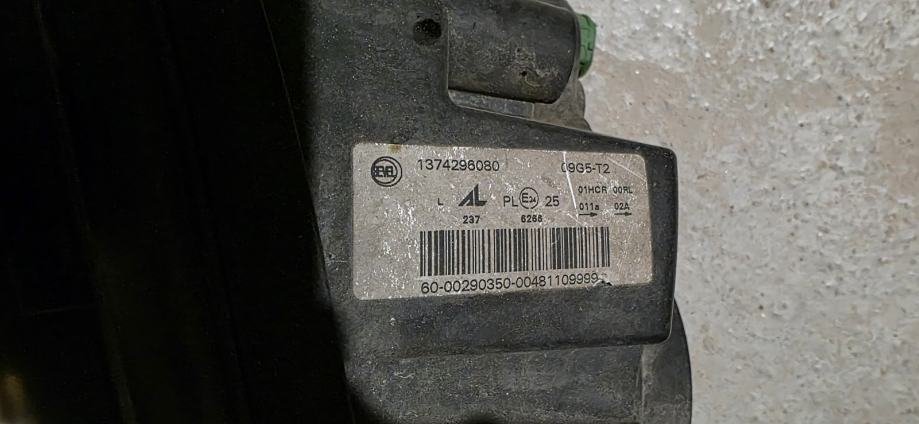 SEVEL 1374296080 09G5-T2
01HCR 00RL
L AL PL E24 25 011a 02A
237 6266
60-00290350-00481109999